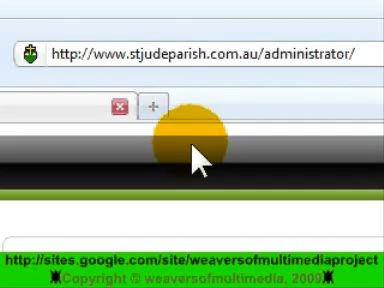 http://www.stjudeparish.com.au/administrator/
http://sites.google.com/site/weaversofmultimediaproject
Copyright © weaversofmultimedia, 2009